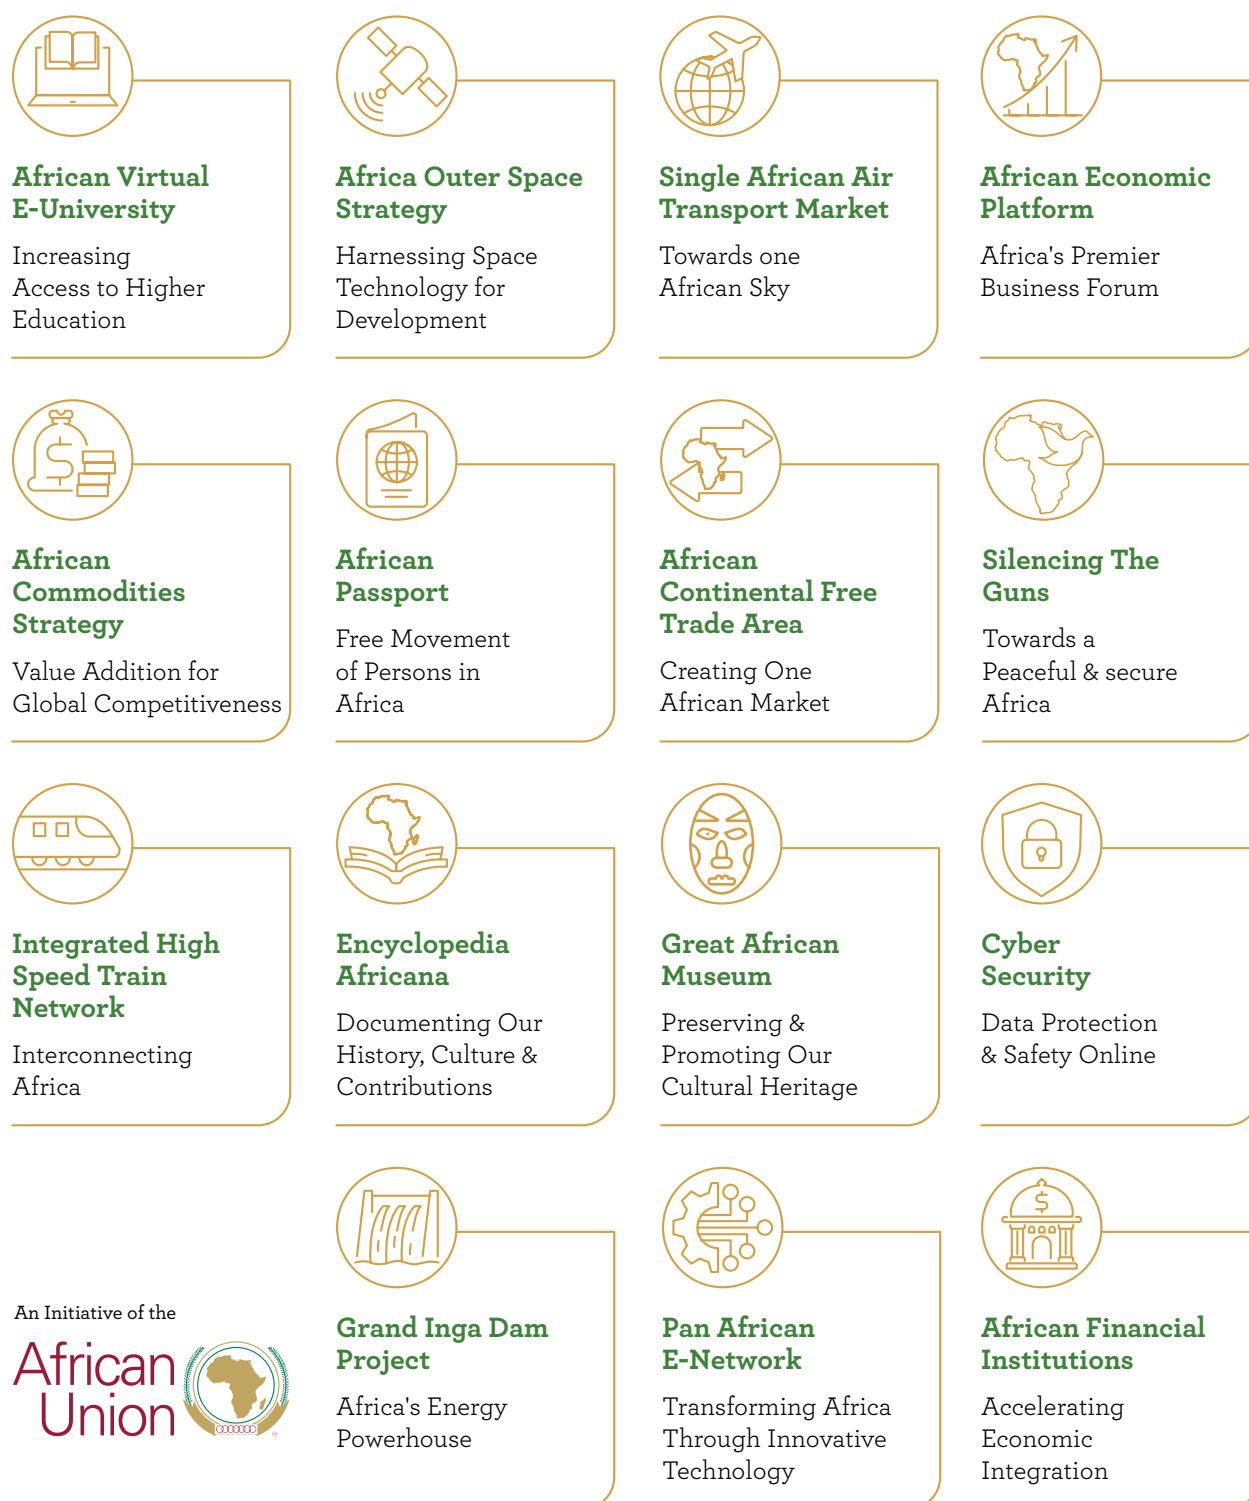 African Virtual
E-University
Increasing
Access to Higher
Education
Africa Outer Space
Strategy
Harnessing Space
Technology for
Development
Single African Air
Transport Market
Towards one
African Sky
African Economic
Platform
Africa's Premier
Business Forum
African
Commodities
Strategy
Value Addition for
Global Competitiveness
African
Passport
Free Movement
of Persons in
Africa
African
Continental Free
Trade Area
Creating One
African Market
Silencing The
Guns
Towards a
Peaceful & secure
Africa
Integrated High
Speed Train
Network
Interconnecting
Africa
Encyclopedia
Africana
Documenting Our
History, Culture &
Contributions
Great African
Museum
Preserving &
Promoting Our
Cultural Heritage
Cyber
Security
Data Protection
& Safety Online
An Initiative of the
African
Union
Grand Inga Dam
Project
Africa's Energy
Powerhouse
Pan African
E-Network
Transforming Africa
Through Innovative
Technology
African Financial
Institutions
Accelerating
Economic
Integration